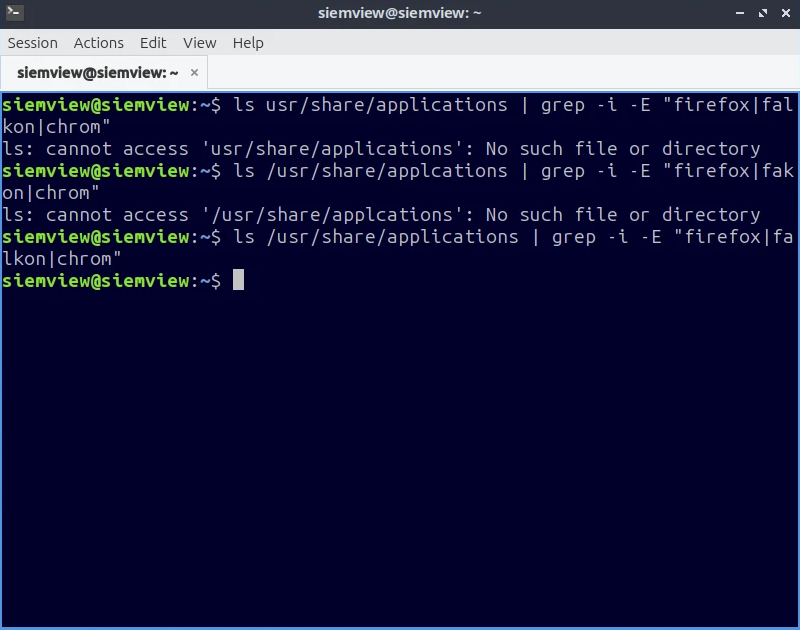 siemview@siemview: ~
Session Actions Edit View Help
siemview@siemview: ~ ×
siemview@siemview:~$ ls usr/share/applications | grep -i -E "firefox|fal
kon|chrom"
ls: cannot access 'usr/share/applications': No such file or directory
siemview@siemview:~$ ls /usr/share/applcations | grep -i -E "firefox|fak
on|chrom"
ls: cannot access '/usr/share/applcations': No such file or directory
siemview@siemview:~$ ls /usr/share/applications | grep -i -E "firefox|fa
lkon|chrom"
siemview@siemview:~$